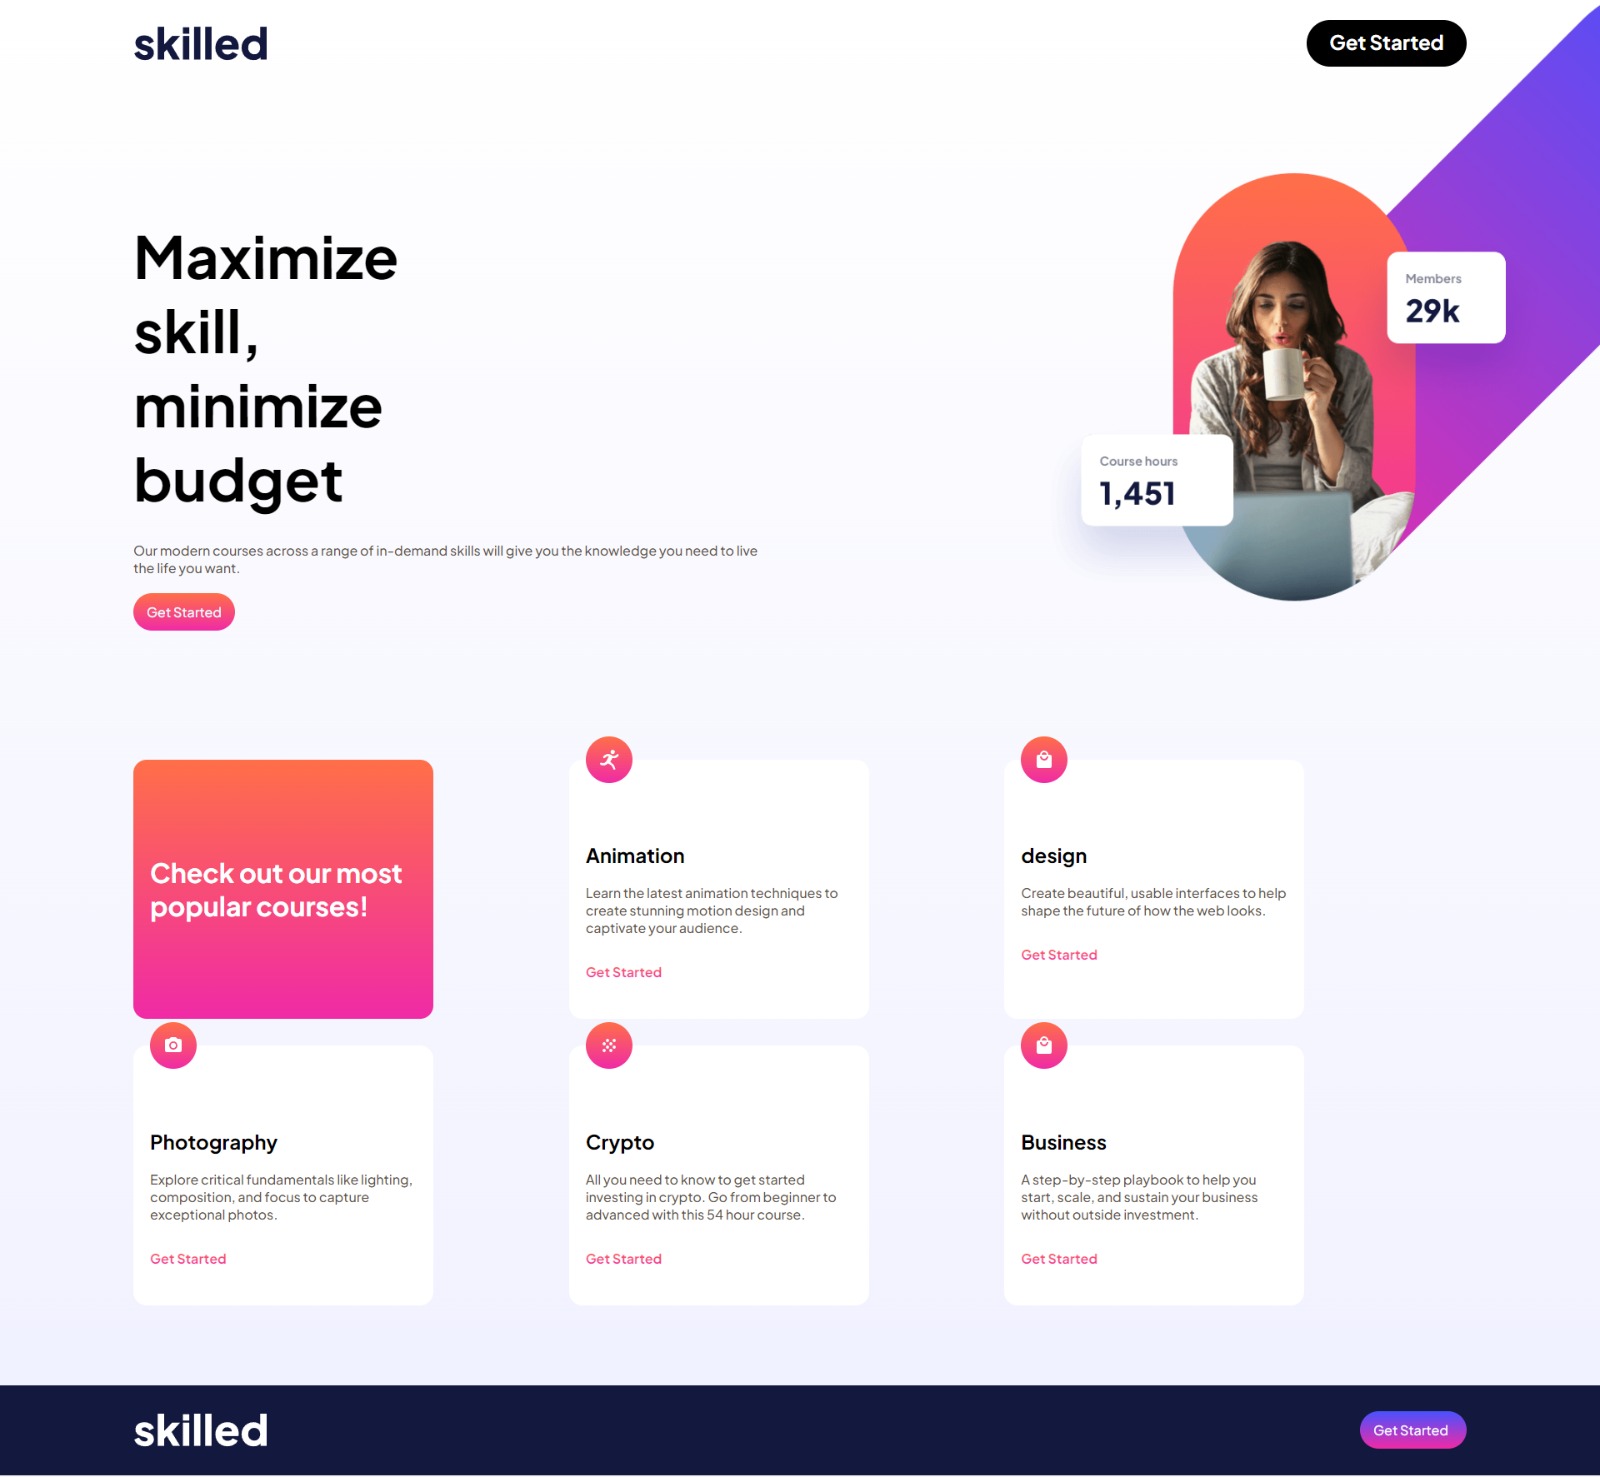 skilled
Get Started
Maximize
skill,
minimize
budget
Our modern courses across a range of in-demand skills will give you the knowledge you need to live
the life you want.
Get Started
Members
29k
Course hours
1,451
Check out our most
popular courses!
Animation
Learn the latest animation techniques to
create stunning motion design and
captivate your audience.
Get Started
design
Create beautiful, usable interfaces to help
shape the future of how the web looks.
Get Started
Photography
Explore critical fundamentals like lighting,
composition, and focus to capture
exceptional photos.
Get Started
Crypto
All you need to know to get started
investing in crypto. Go from beginner to
advanced with this 54 hour course.
Get Started
Business
A step-by-step playbook to help you
start, scale, and sustain your business
without outside investment.
Get Started
skilled
Get Started